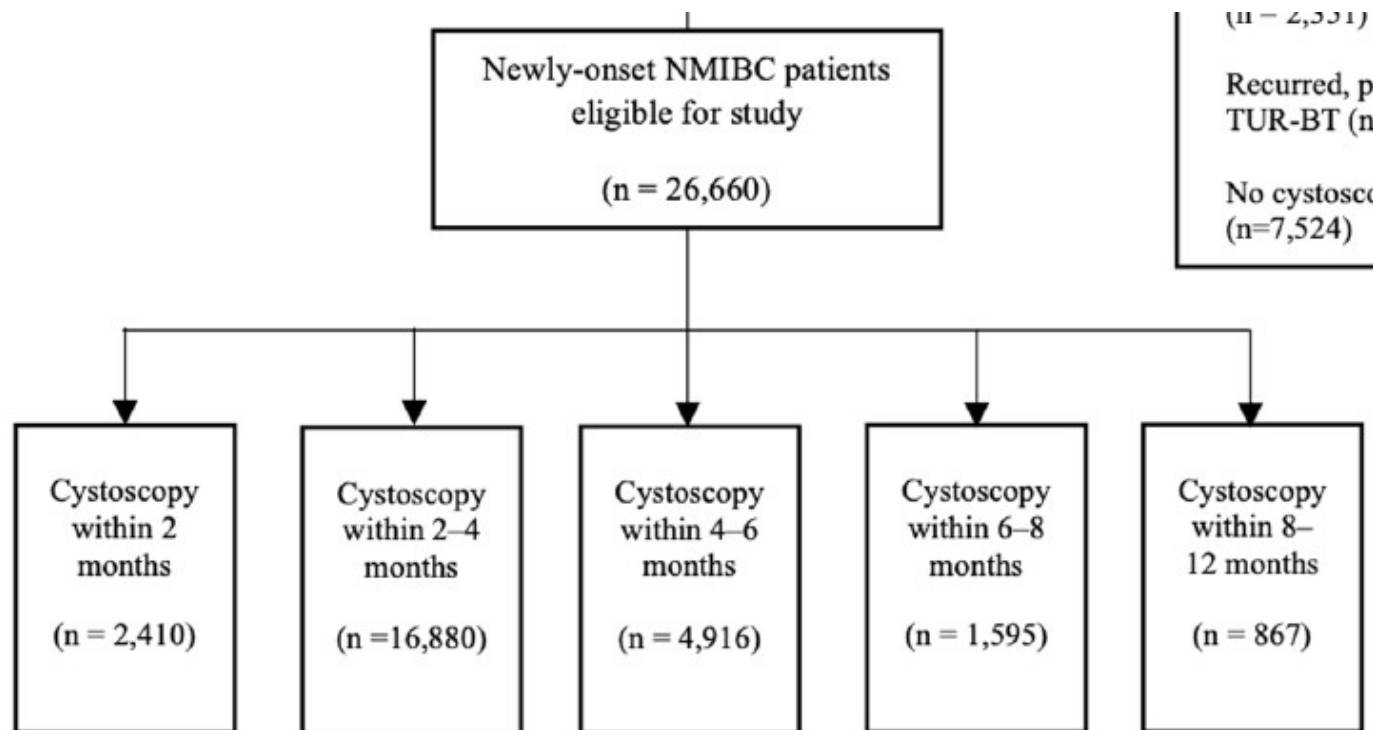 Newly-onset NMIBC patients
eligible for study
(n = 26,660)
Recurred, p
TUR-BT (n
No cystosco
(n=7,524)
Cystoscopy
within 2
months
(n = 2,410)
Cystoscopy
within 2–4
months
(n =16,880)
Cystoscopy
within 4–6
months
(n = 4,916)
Cystoscopy
within 6–8
months
(n = 1,595)
Cystoscopy
within 8–
12 months
(n = 867)